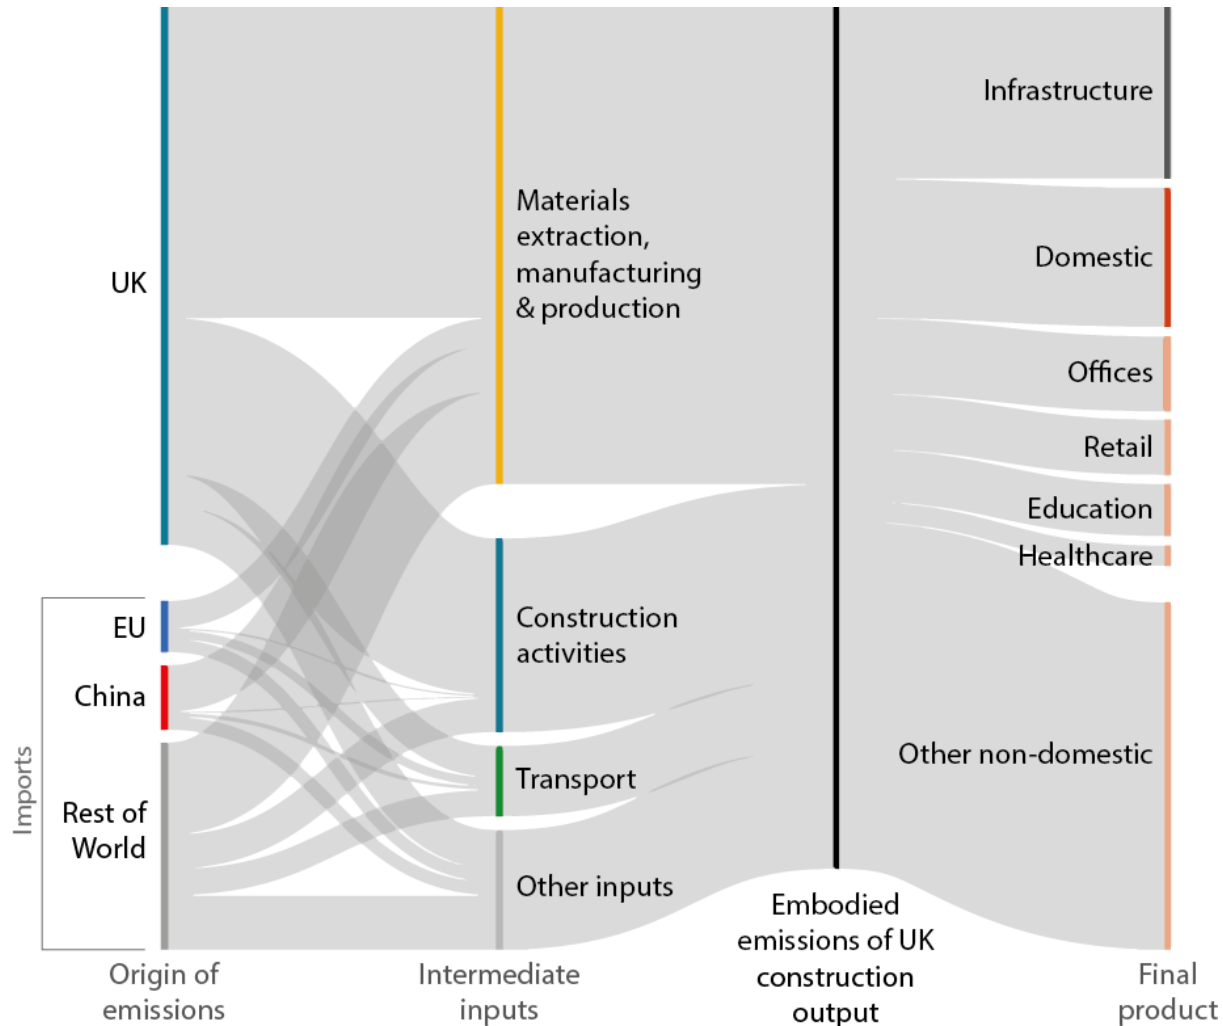 UK
EU
China
Rest of
World
Imports
Origin of
emissions
Materials
extraction,
manufacturing
& production
Construction
activities
Transport
Other inputs
Intermediate
inputs
Embodied
emissions of UK
construction
output
Infrastructure
Domestic
Offices
Retail
Education
Healthcare
Other non-domestic
Final
product